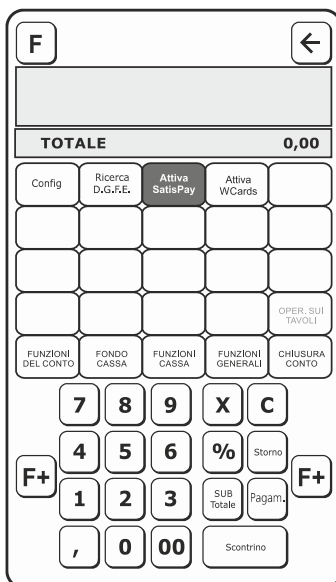 F ←
TOTALE 0,00
Config Ricerca D.G.F.E. Attiva SatisPay Attiva WCards
OPER. SUI TAVOLI
FUNZIONI DEL CONTO FONDO CASSA FUNZIONI CASSA FUNZIONI GENERALI CHIUSURA CONTO
7 8 9 X C
4 5 6 % Storno
F+ F+
1 2 3 SUB Totale Pagam.
, 0 00 Scontrino